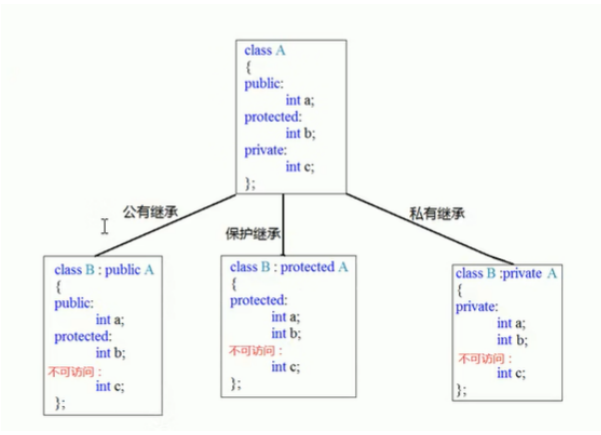 class A
{
public:
int a;
protected:
int b;
private:
int c;
};
公有继承
保护继承
私有继承
class B : public A
{
public:
int a;
protected:
int b;
不可访问：
int c;
};
class B : protected A
{
protected:
int a;
int b;
不可访问：
int c;
};
class B :private A
{
private:
int a;
int b;
不可访问：
int c;
};